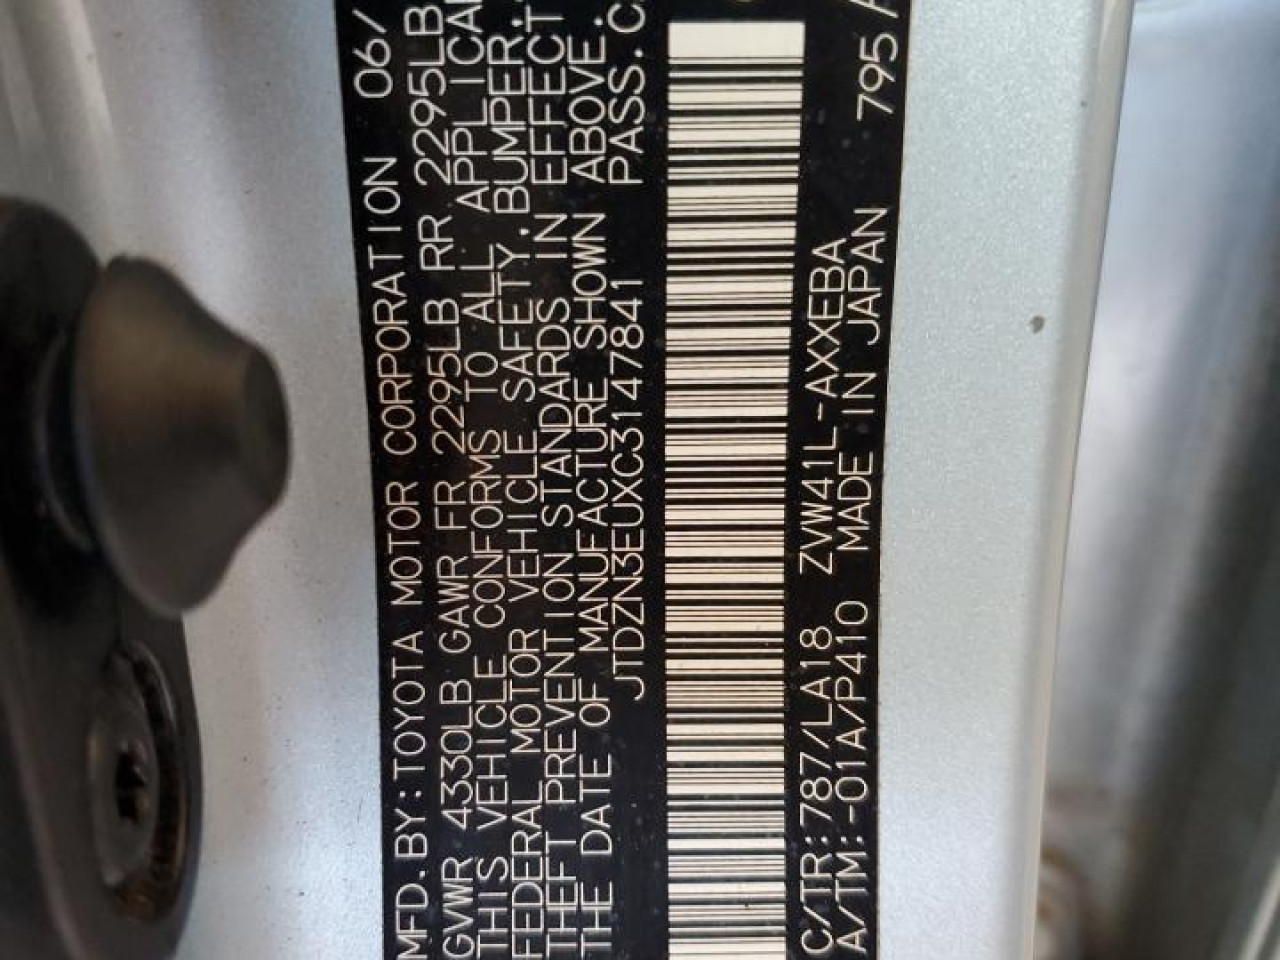 MFD.BY:TOYOTA MOTOR CORPORATION 06/
GVWR 4330LB GAWR FR 2295LB RR 2295LB
THIS VEHICLE CONFORMS TO ALL APPLICA
FEDERAL MOTOR VEHICLE SAFETY,BUMPER,
THEFT PREVENTION STANDARDS IN EFFECT
THE DATE OF MANUFACTURE SHOWN ABOVE.
JTDZN3EUXC3147841 PASS.C
C/TR:787/LA18 ZVW41L-AXXEBA
A/TM:-01A/P410 MADE IN JAPAN 795A